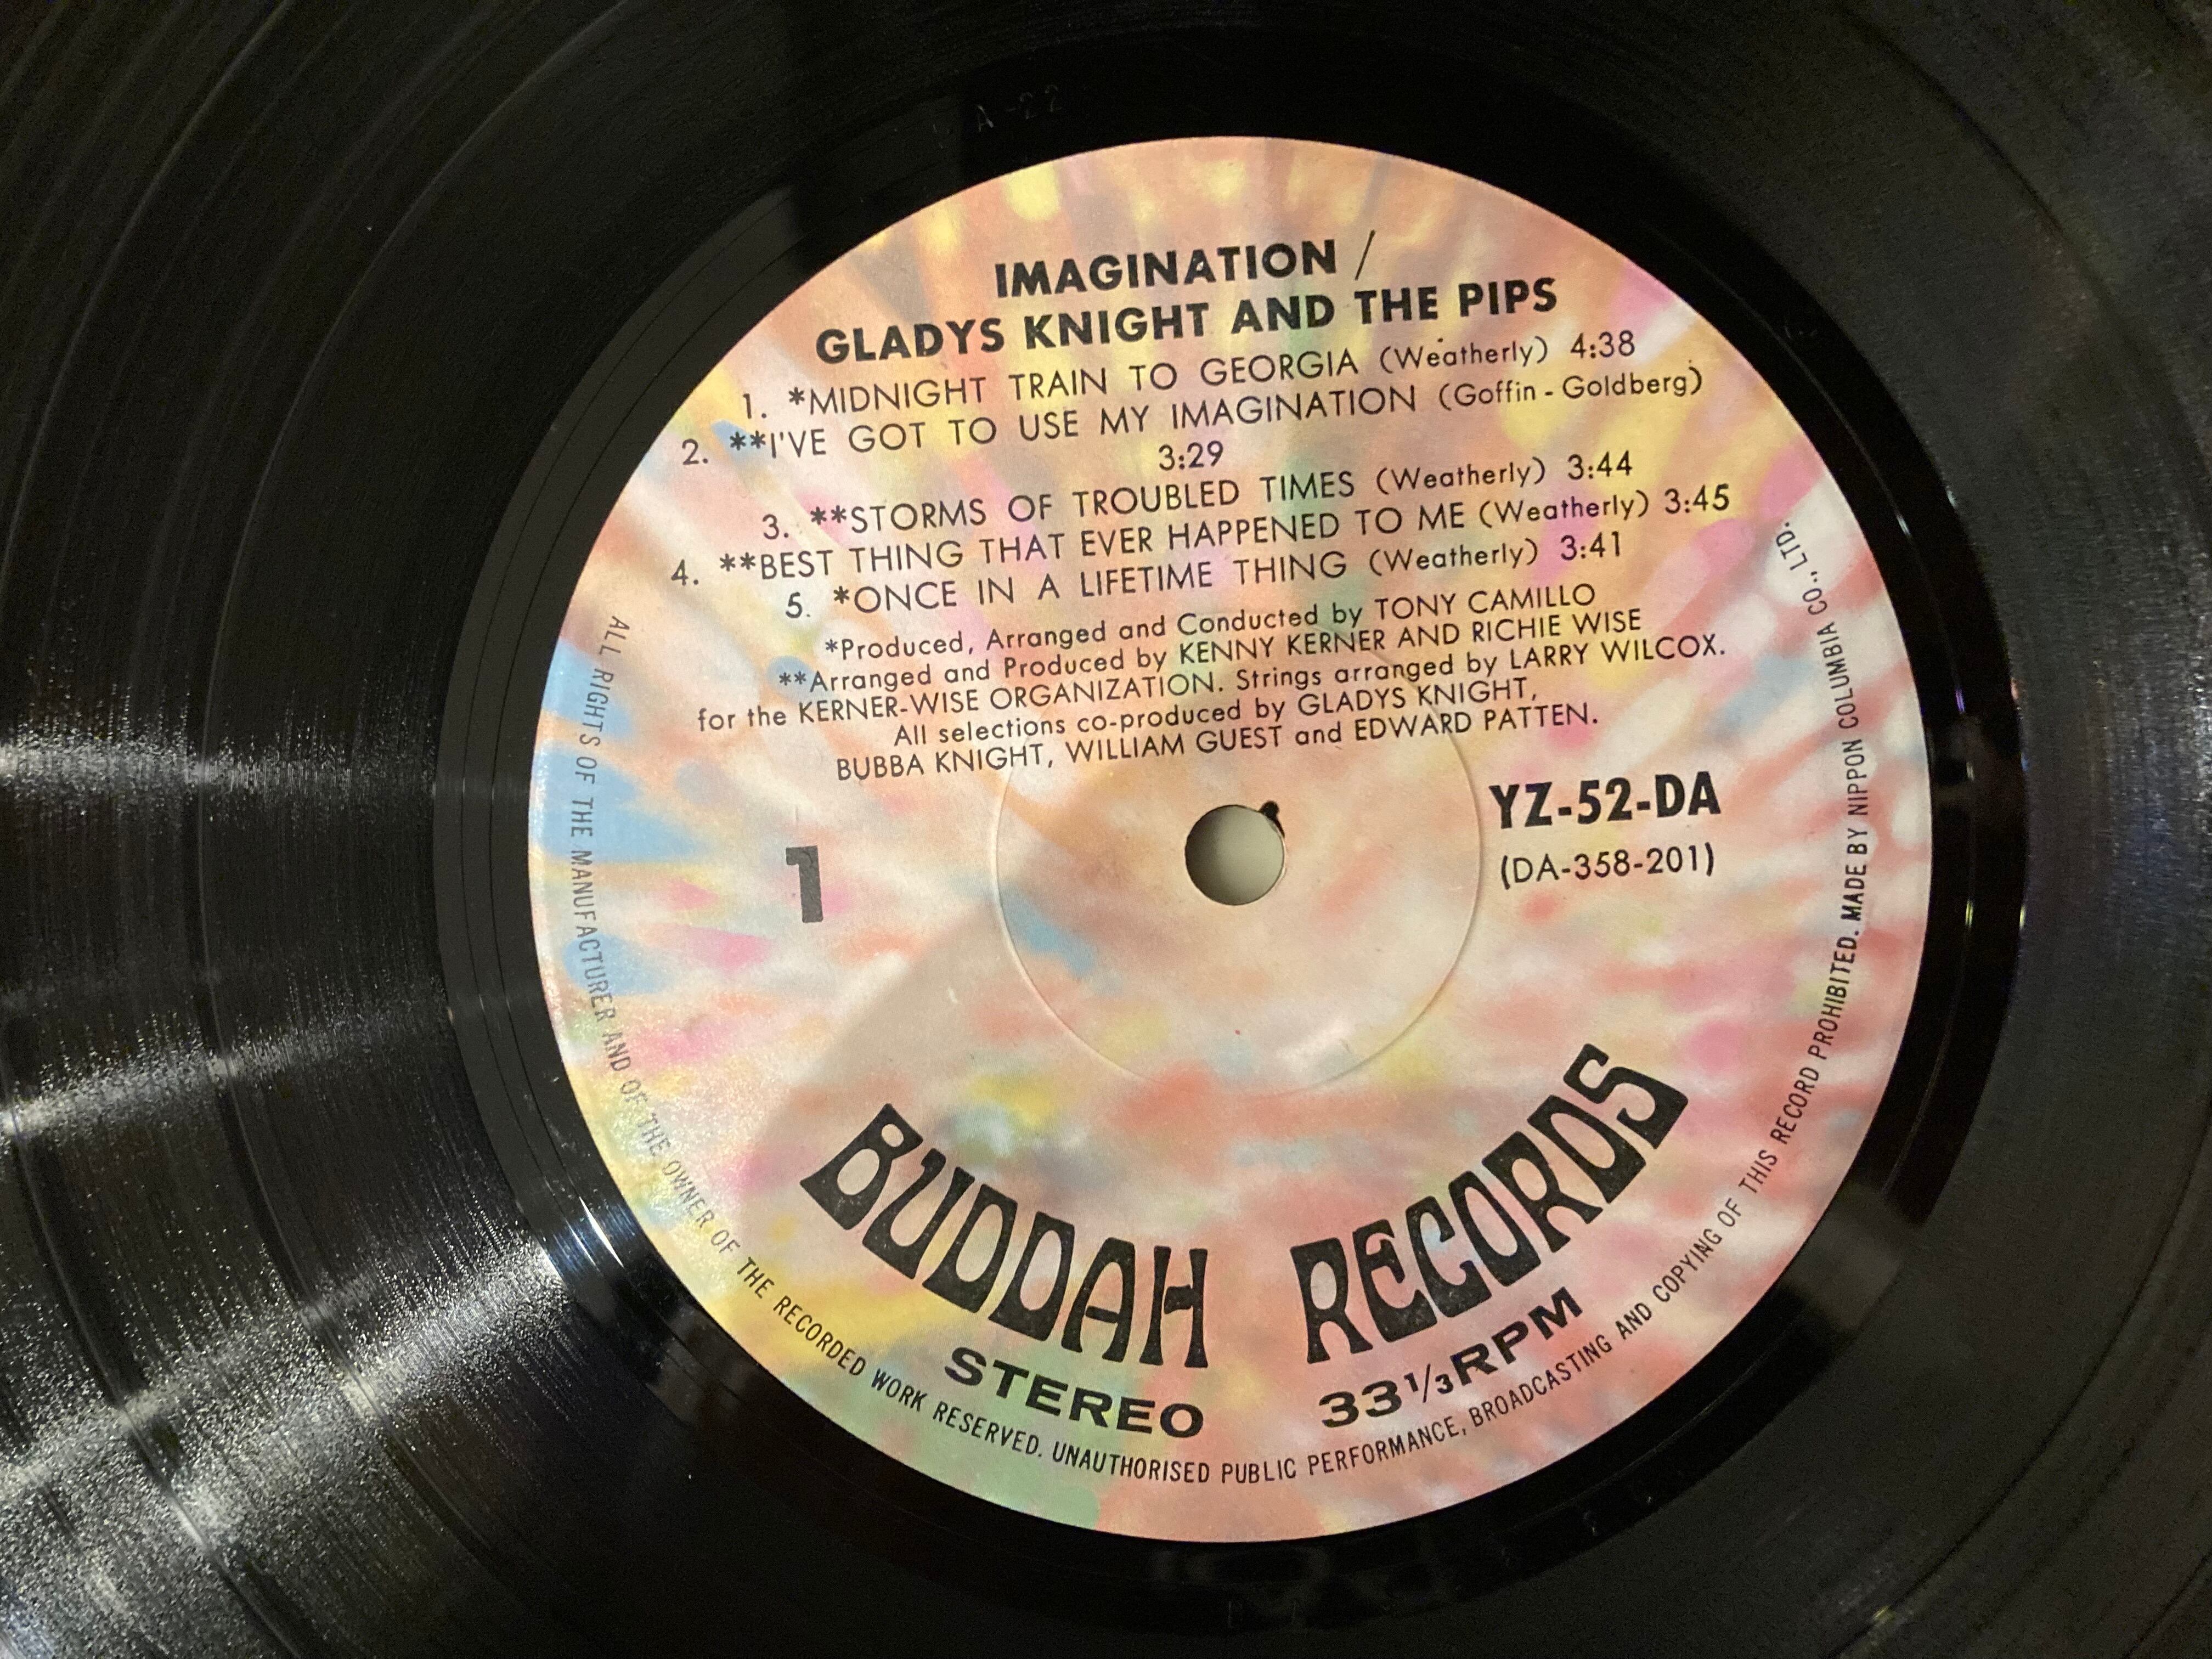 IMAGINATION /
GLADYS KNIGHT AND THE PIPS
1. *MIDNIGHT TRAIN TO GEORGIA (Weatherly) 4:38
2. **I'VE GOT TO USE MY IMAGINATION (Goffin - Goldberg)
3:29
3. **STORMS OF TROUBLED TIMES (Weatherly) 3:44
4. **BEST THING THAT EVER HAPPENED TO ME (Weatherly) 3:45
5. *ONCE IN A LIFETIME THING (Weatherly) 3:41
*Produced, Arranged and Conducted by TONY CAMILLO
**Arranged and Produced by KENNY KERNER AND RICHIE WISE
for the KERNER-WISE ORGANIZATION. Strings arranged by LARRY WILCOX.
All selections co-produced by GLADYS KNIGHT,
BUBBA KNIGHT, WILLIAM GUEST and EDWARD PATTEN.
1
YZ-52-DA
(DA-358-201)
BUDDAH RECORDS
STEREO 33 1/3 RPM
ALL RIGHTS OF THE MANUFACTURER AND OF THE OWNER OF THE RECORDED WORK RESERVED. UNAUTHORISED PUBLIC PERFORMANCE, BROADCASTING AND COPYING OF THIS RECORD PROHIBITED. MADE BY NIPPON COLUMBIA CO., LTD.